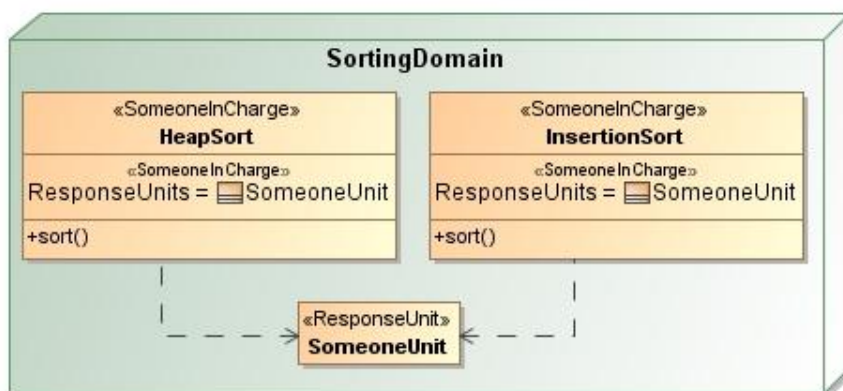 SortingDomain
«SomeoneInCharge»
HeapSort
«SomeoneInCharge»
ResponseUnits = SomeoneUnit
+sort()
«SomeoneInCharge»
InsertionSort
«SomeoneInCharge»
ResponseUnits = SomeoneUnit
+sort()
«ResponseUnit»
SomeoneUnit